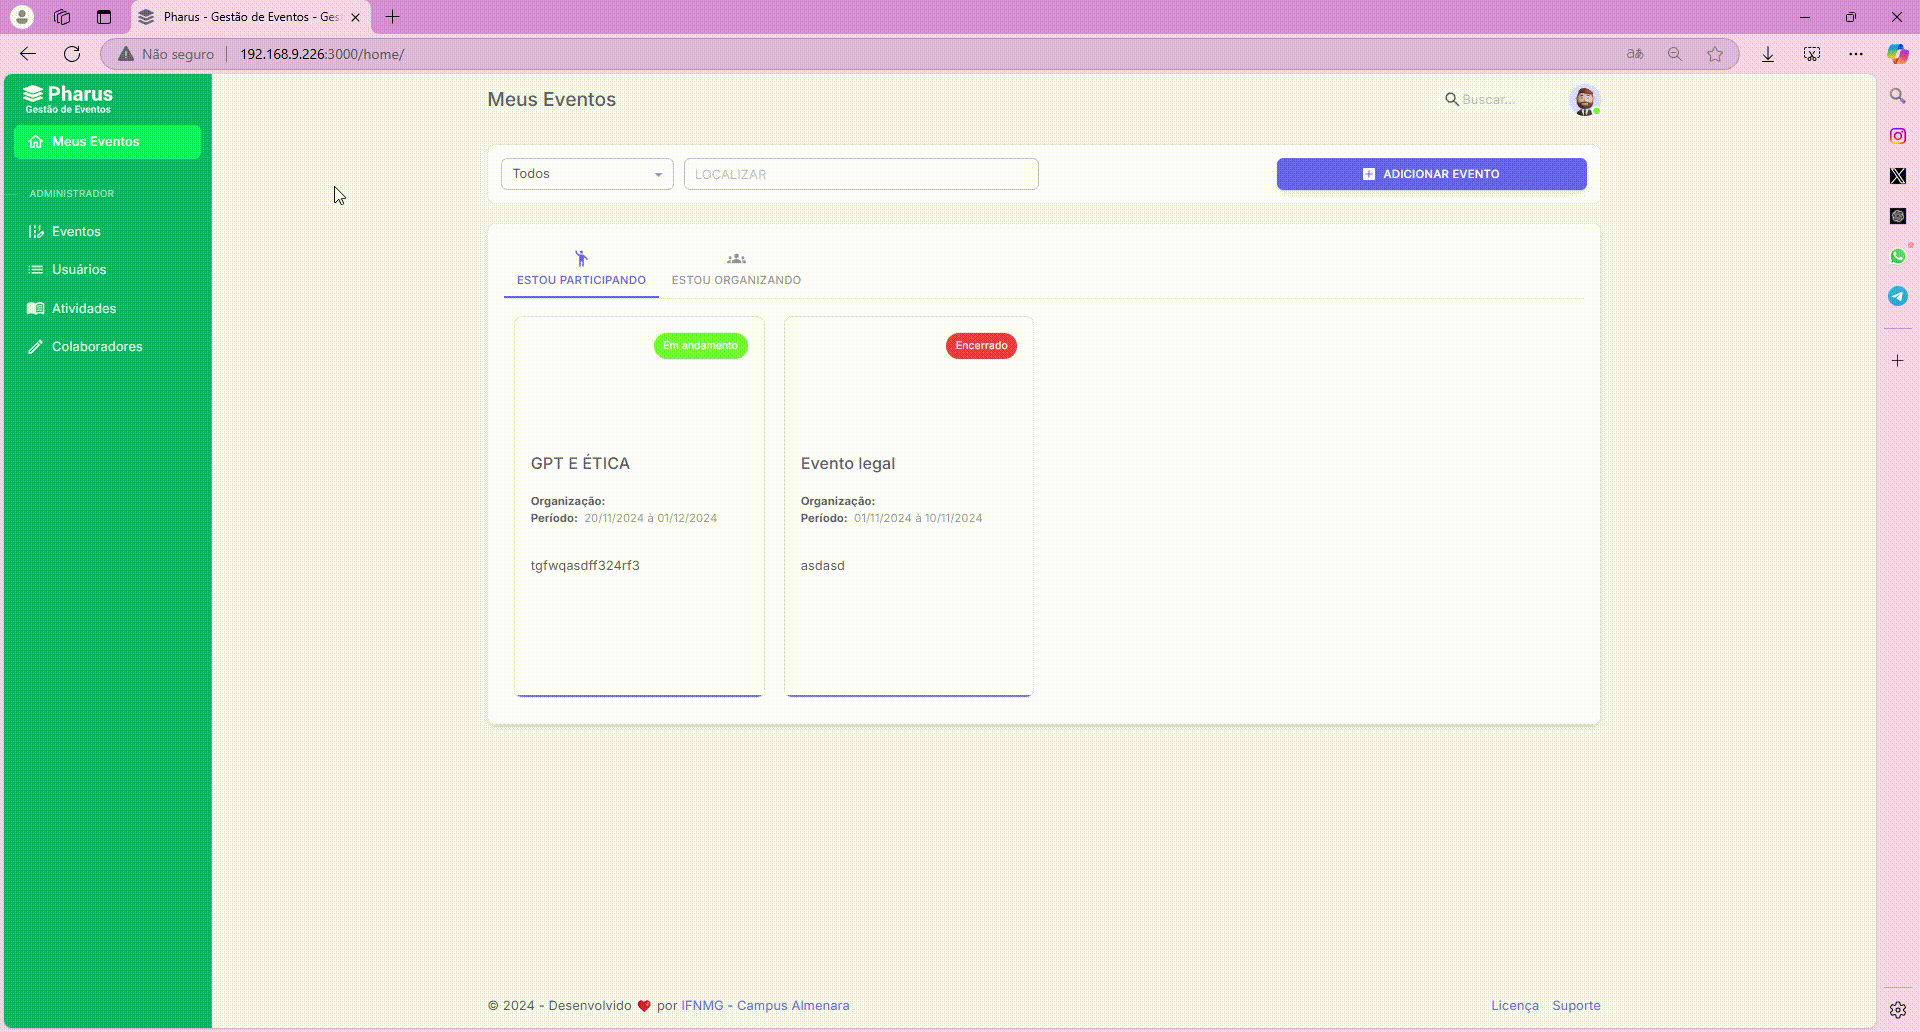 Pharus - Gestão de Eventos - Ges
Não seguro
192.168.9.226:3000/home/
Pharus
Gestão de Eventos
Meus Eventos
ADMINISTRADOR
Eventos
Usuários
Atividades
Colaboradores
Meus Eventos
Buscar...
Todos
LOCALIZAR
ADICIONAR EVENTO
ESTOU PARTICIPANDO
ESTOU ORGANIZANDO
Em andamento
GPT E ÉTICA
Organização:
Período: 20/11/2024 à 01/12/2024
tgfwqasdff324rf3
Encerrado
Evento legal
Organização:
Período: 01/11/2024 à 10/11/2024
asdasd
© 2024 - Desenvolvido ❤️ por IFNMG - Campus Almenara
Licença
Suporte